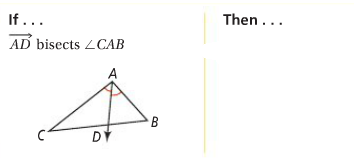 If . . .
Then . . .
AD bisects ∠CAB
A
C
D
B